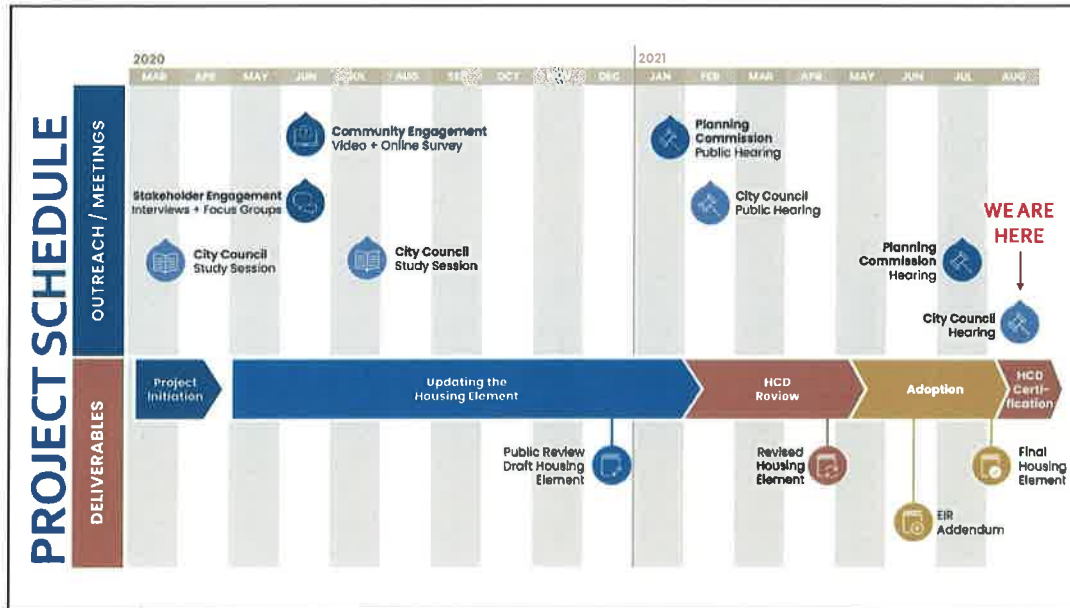 PROJECT SCHEDULE
OUTREACH / MEETINGS
DELIVERABLES
2020
2021
MAR APR MAY JUN JUL AUG SEP OCT NOV DEC JAN FEB MAR APR MAY JUN JUL AUG
Community Engagement
Video + Online Survey
Stakeholder Engagement
Interviews + Focus Groups
City Council
Study Session
City Council
Study Session
Planning
Commission
Public Hearing
City Council
Public Hearing
WE ARE
HERE
Planning
Commission
Hearing
City Council
Hearing
Project
Initiation
Updating the
Housing Element
HCD
Review
Adoption
HCD
Certi-
fication
Public Review
Draft Housing
Element
Revised
Housing
Element
EIR
Addendum
Final
Housing
Element